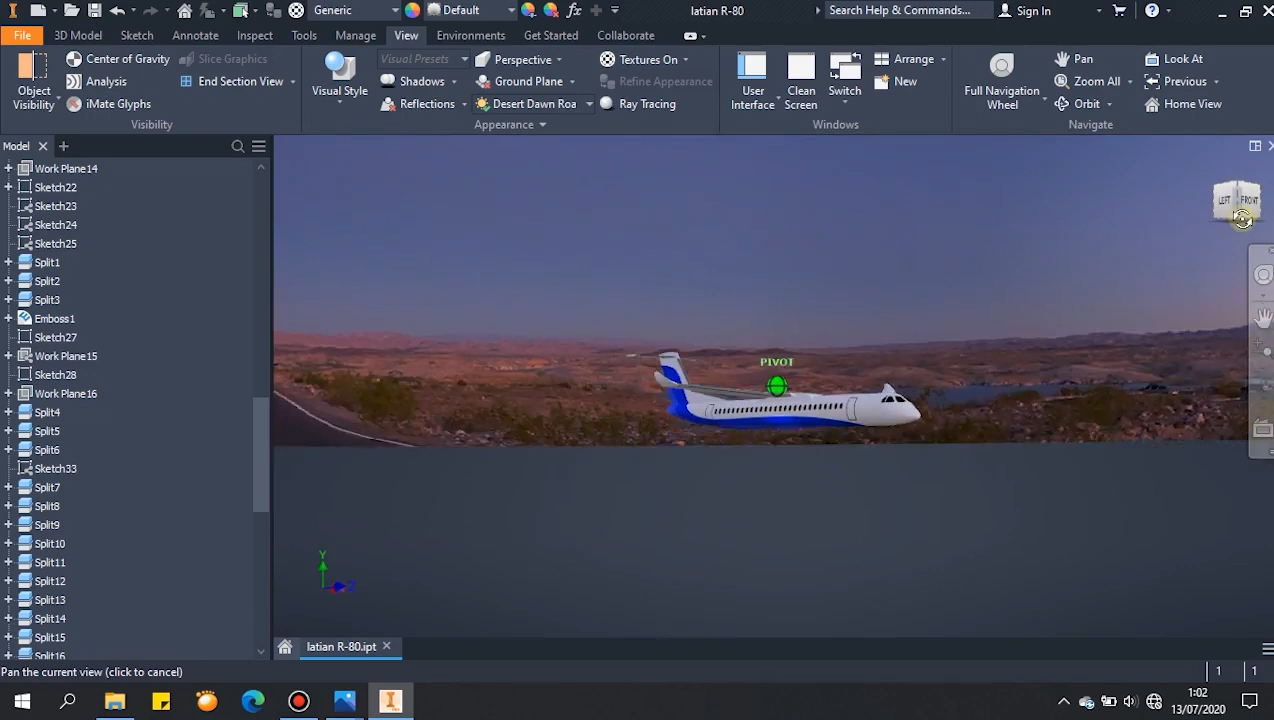 Generic
Default
fx
latian R-80
Search Help & Commands...
Sign In
File
3D Model
Sketch
Annotate
Inspect
Tools
Manage
View
Environments
Get Started
Collaborate
Object
Visibility
Center of Gravity
Analysis
iMate Glyphs
Slice Graphics
End Section View
Visibility
Visual Style
Visual Presets
Shadows
Reflections
Perspective
Ground Plane
Desert Dawn Roa
Textures On
Refine Appearance
Ray Tracing
Appearance
User
Interface
Clean
Screen
Switch
Arrange
New
Windows
Full Navigation
Wheel
Pan
Zoom All
Orbit
Look At
Previous
Home View
Navigate
Model
Work Plane14
Sketch22
Sketch23
Sketch24
Sketch25
Split1
Split2
Split3
Emboss1
Sketch27
Work Plane15
Sketch28
Work Plane16
Split4
Split5
Split6
Sketch33
Split7
Split8
Split9
Split10
Split11
Split12
Split13
Split14
Split15
Split16
LEFT
FRONT
PIVOT
Y
Z
latian R-80.ipt
Pan the current view (click to cancel)
1
1
1:02
13/07/2020